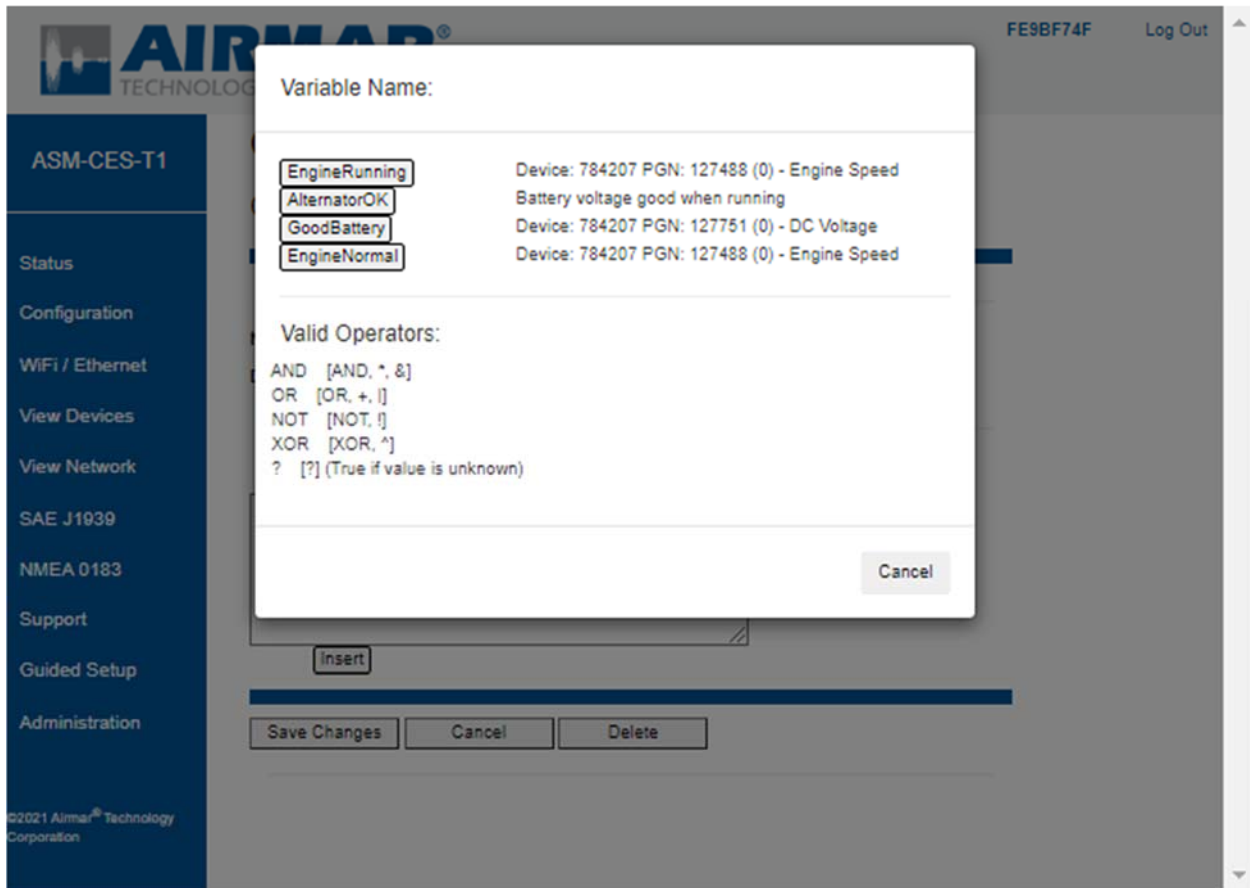 AIRMAR®
TECHNOLOG
FE9BF74F
Log Out
ASM-CES-T1
Status
Configuration
WiFi / Ethernet
View Devices
View Network
SAE J1939
NMEA 0183
Support
Guided Setup
Administration
©2021 Airmar® Technology
Corporation
Variable Name:
EngineRunning Device: 784207 PGN: 127488 (0) - Engine Speed
AlternatorOK Battery voltage good when running
GoodBattery Device: 784207 PGN: 127751 (0) - DC Voltage
EngineNormal Device: 784207 PGN: 127488 (0) - Engine Speed
Valid Operators:
AND [AND, *, &]
OR [OR, +, |]
NOT [NOT, !]
XOR [XOR, ^]
? [?] (True if value is unknown)
Cancel
Insert
Save Changes Cancel Delete